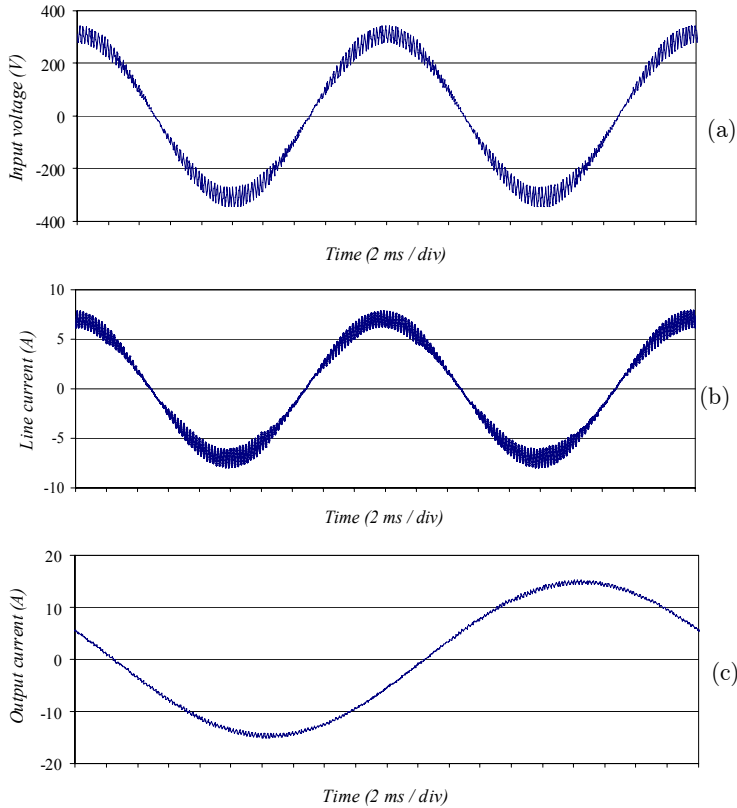 400
200
0
-200
-400
Input voltage (V)
Time (2 ms / div)
(a)
10
5
0
-5
-10
Line current (A)
Time (2 ms / div)
(b)
20
10
0
-10
-20
Output current (A)
Time (2 ms / div)
(c)